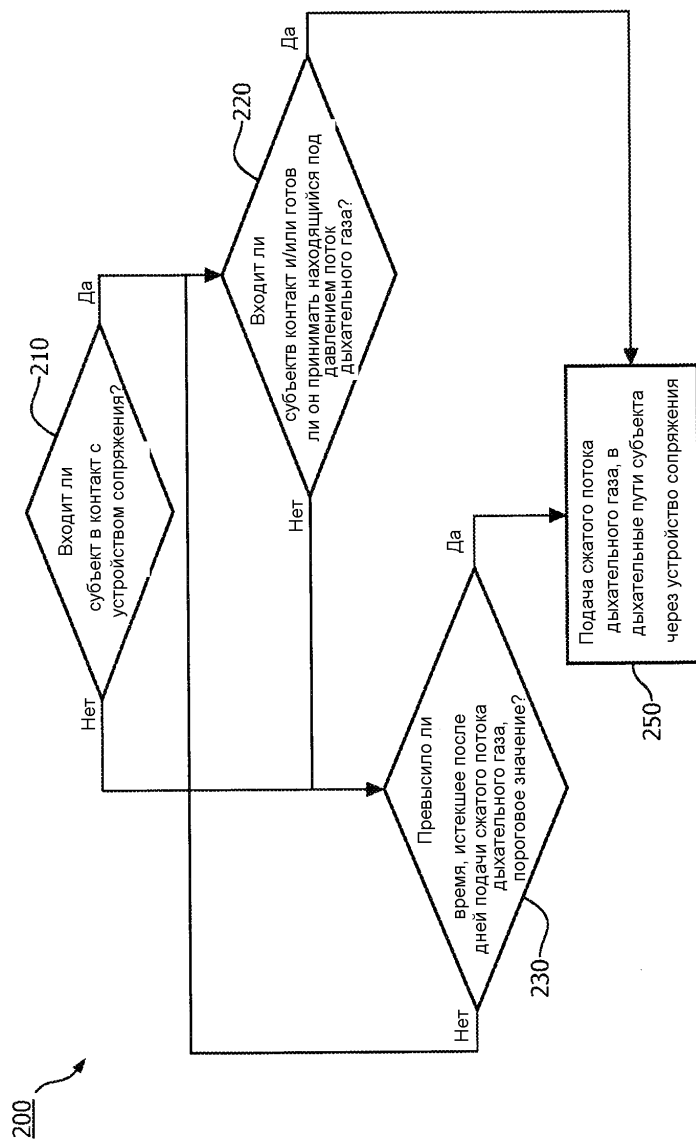 200
210
Входит ли
субъект в контакт с
устройством сопряжения?
Да
Нет
220
Входит ли
субъектв контакт и/или готов
ли он принимать находящийся под
давлением поток
дыхательного газа?
Да
Нет
230
Превысило ли
время, истекшее после
дней подачи сжатого потока
дыхательного газа,
пороговое значение?
Да
Нет
250
Подача сжатого потока
дыхательного газа, в
дыхательные пути субъекта
через устройство сопряжения